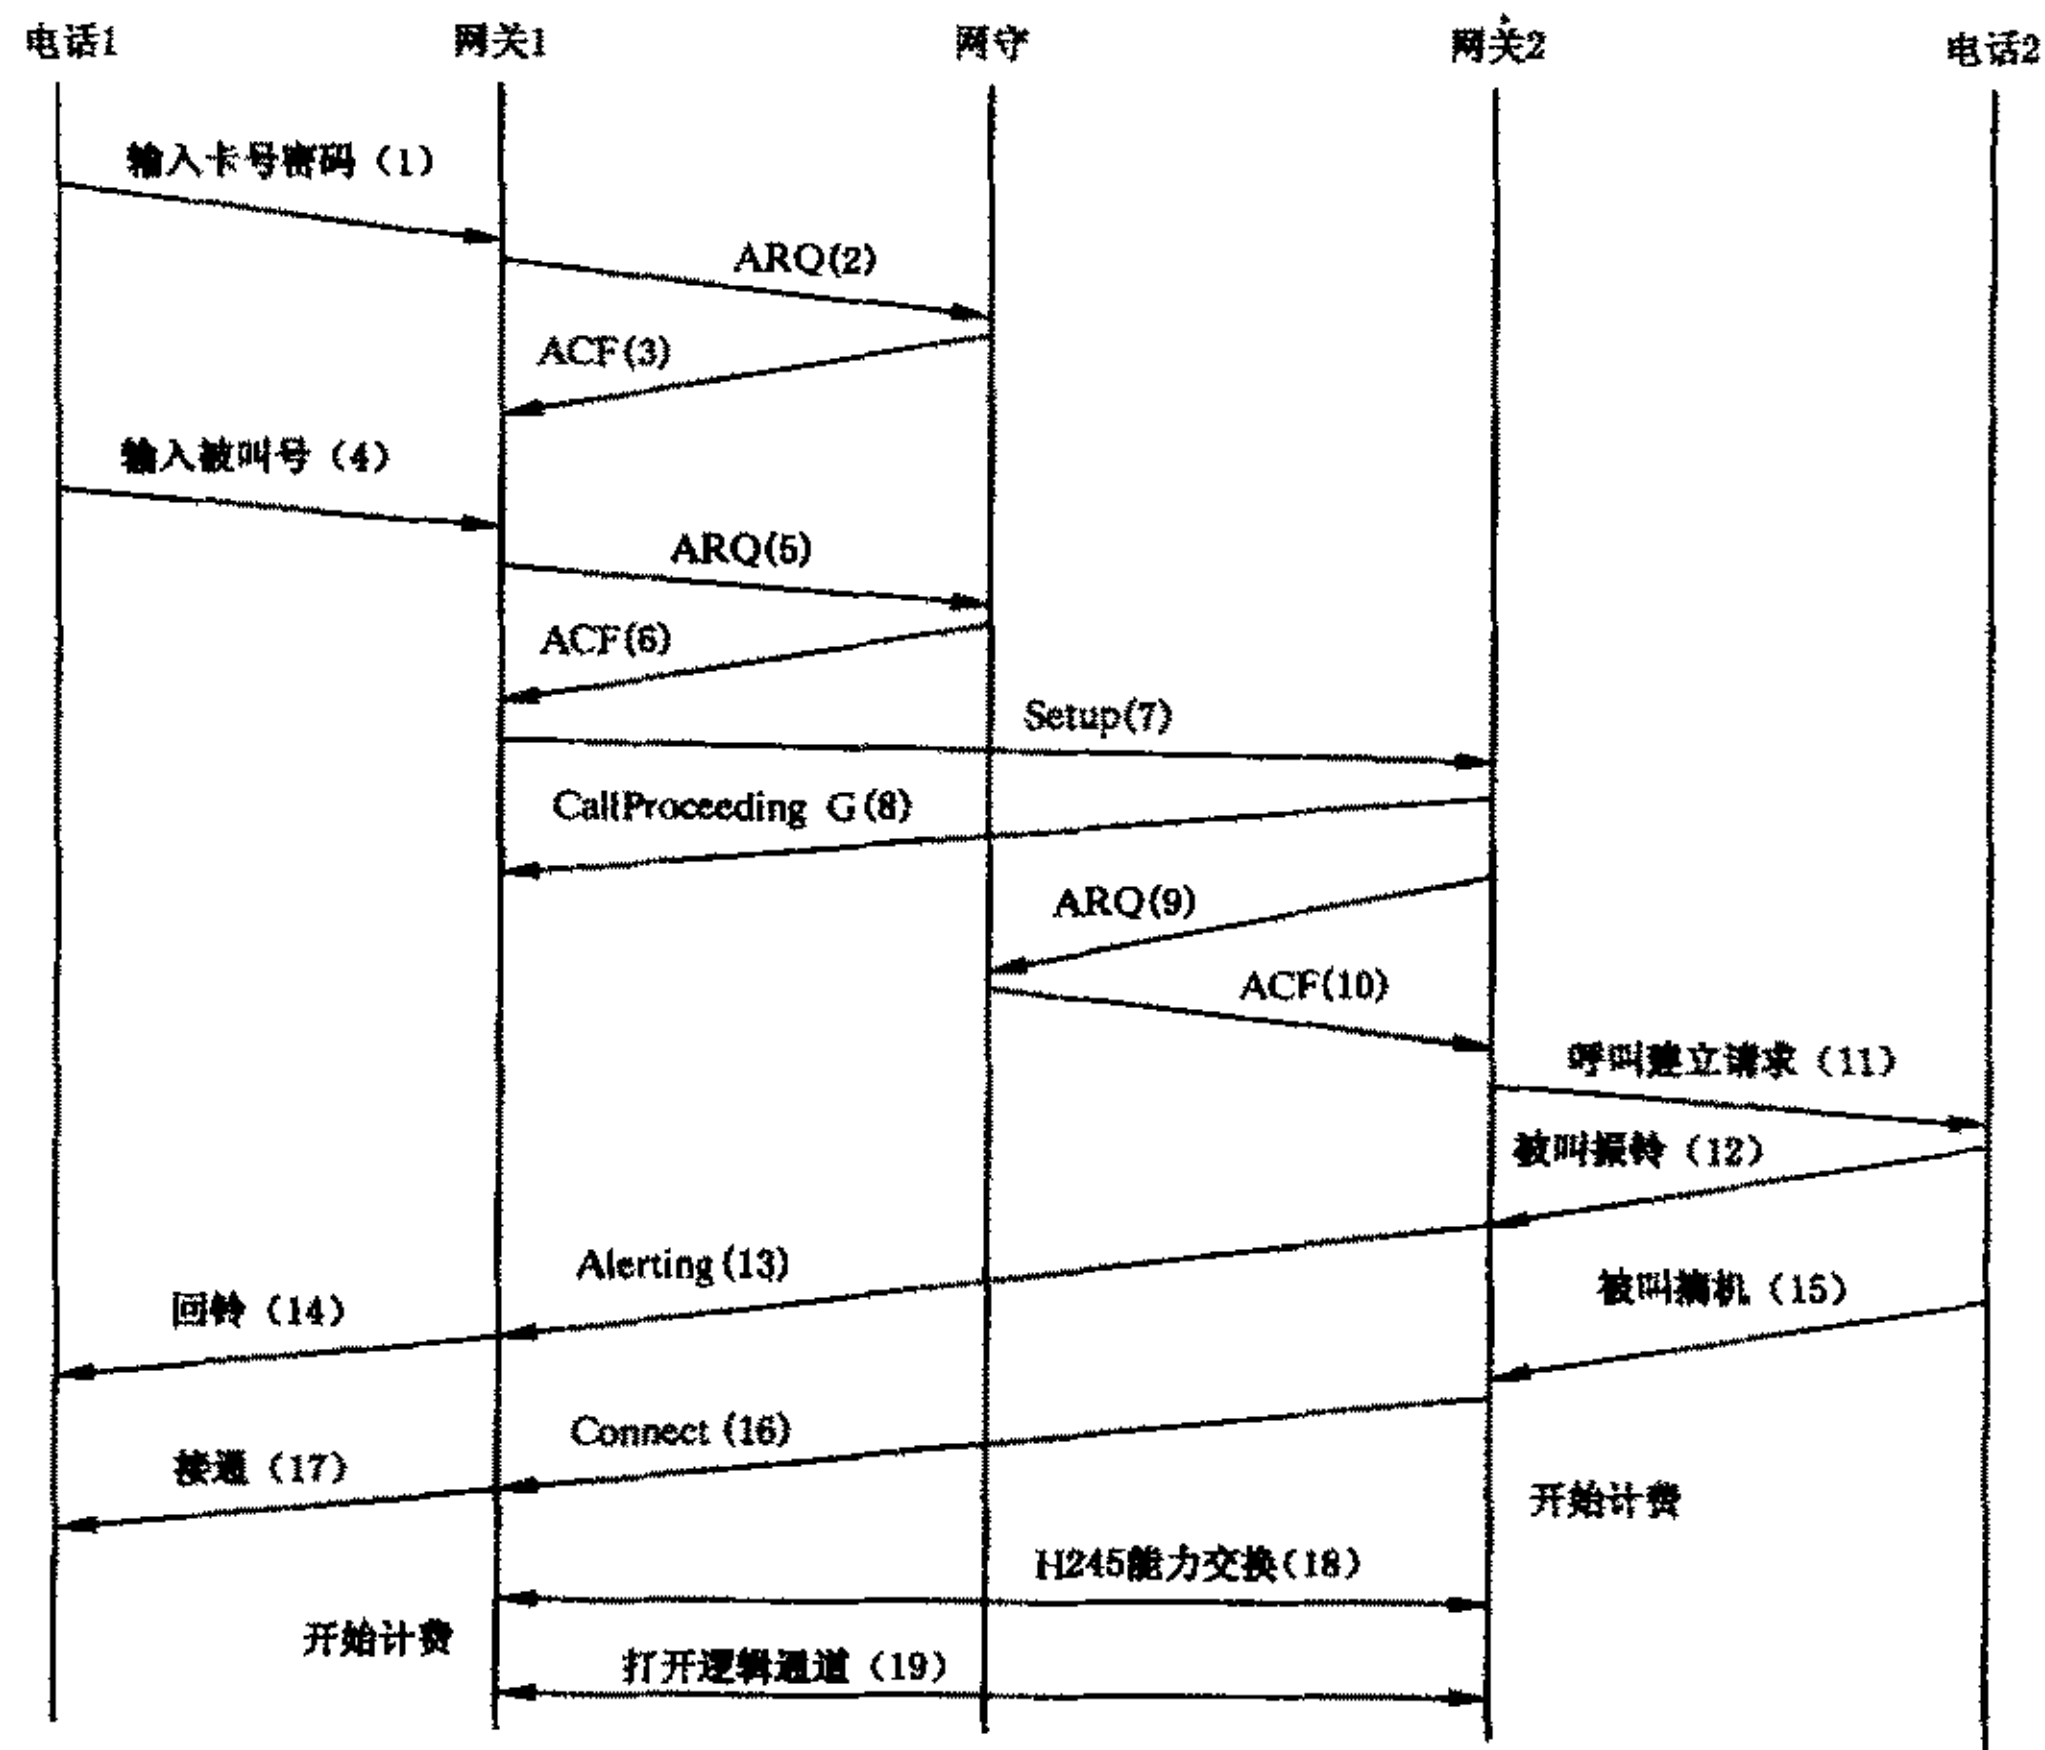 电话1 网关1 网守 网关2 电话2
输入卡号密码（1）
ARQ(2)
ACF(3)
输入被叫号（4）
ARQ(5)
ACF(6)
Setup(7)
CallProceeding G(8)
ARQ(9)
ACF(10)
呼叫建立请求（11）
被叫振铃（12）
Alerting(13)
被叫摘机（15）
回铃（14）
Connect (16)
接通（17）
开始计费
H245能力交换(18）
开始计费
打开逻辑通道（19）